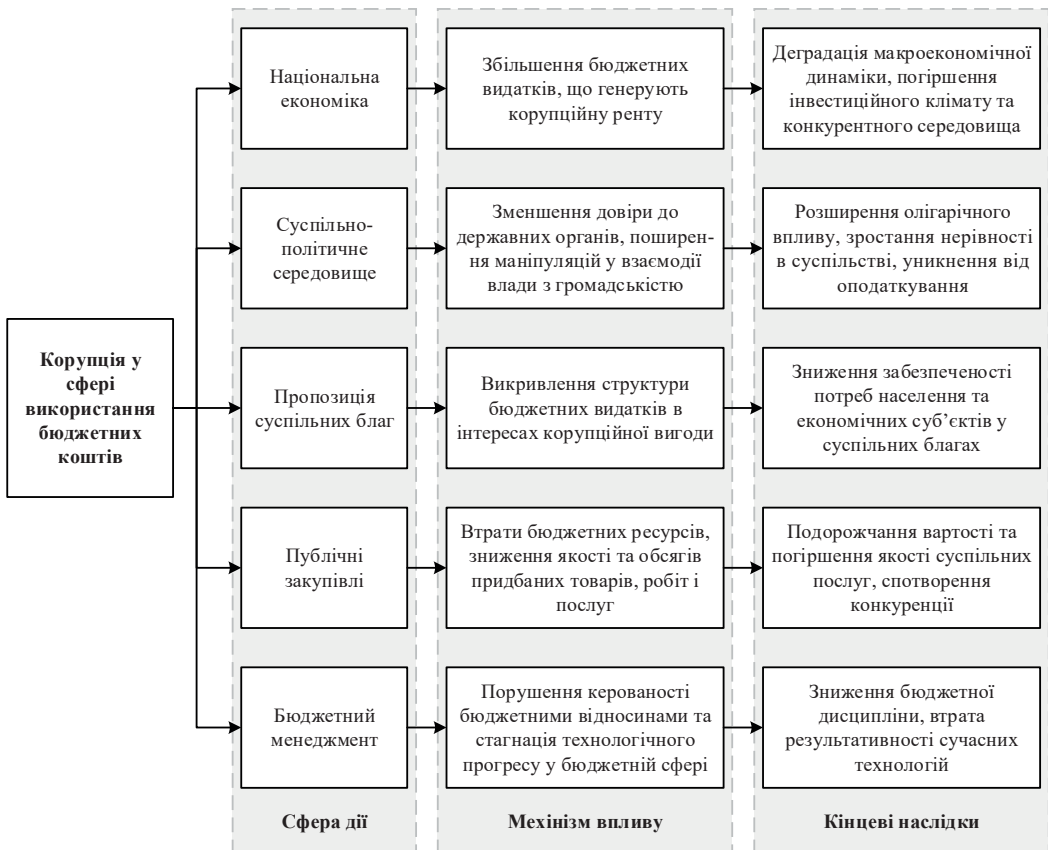 Корупція у
сфері
використання
бюджетних
коштів
Національна
економіка
Збільшення бюджетних
видатків, що генерують
корупційну ренту
Деградація макроекономічної
динаміки, погіршення
інвестиційного клімату та
конкурентного середовища
Суспільно-
політичне
середовище
Зменшення довіри до
державних органів, поширен-
ня маніпуляцій у взаємодії
влади з громадськістю
Розширення олігарічного
впливу, зростання нерівності
в суспільстві, уникнення від
оподаткування
Пропозиція
суспільних благ
Викривлення структури
бюджетних видатків в
інтересах корупційної вигоди
Зниження забезпеченості
потреб населення та
економічних суб’єктів у
суспільних благах
Публічні
закупівлі
Втрати бюджетних ресурсів,
зниження якості та обсягів
придбаних товарів, робіт і
послуг
Подорожчання вартості та
погіршення якості суспільних
послуг, спотворення
конкуренції
Бюджетний
менеджмент
Порушення керованості
бюджетними відносинами та
стагнація технологічного
прогресу у бюджетній сфері
Зниження бюджетної
дисципліни, втрата
результативності сучасних
технологій
Сфера дії
Мехінізм впливу
Кінцеві наслідки